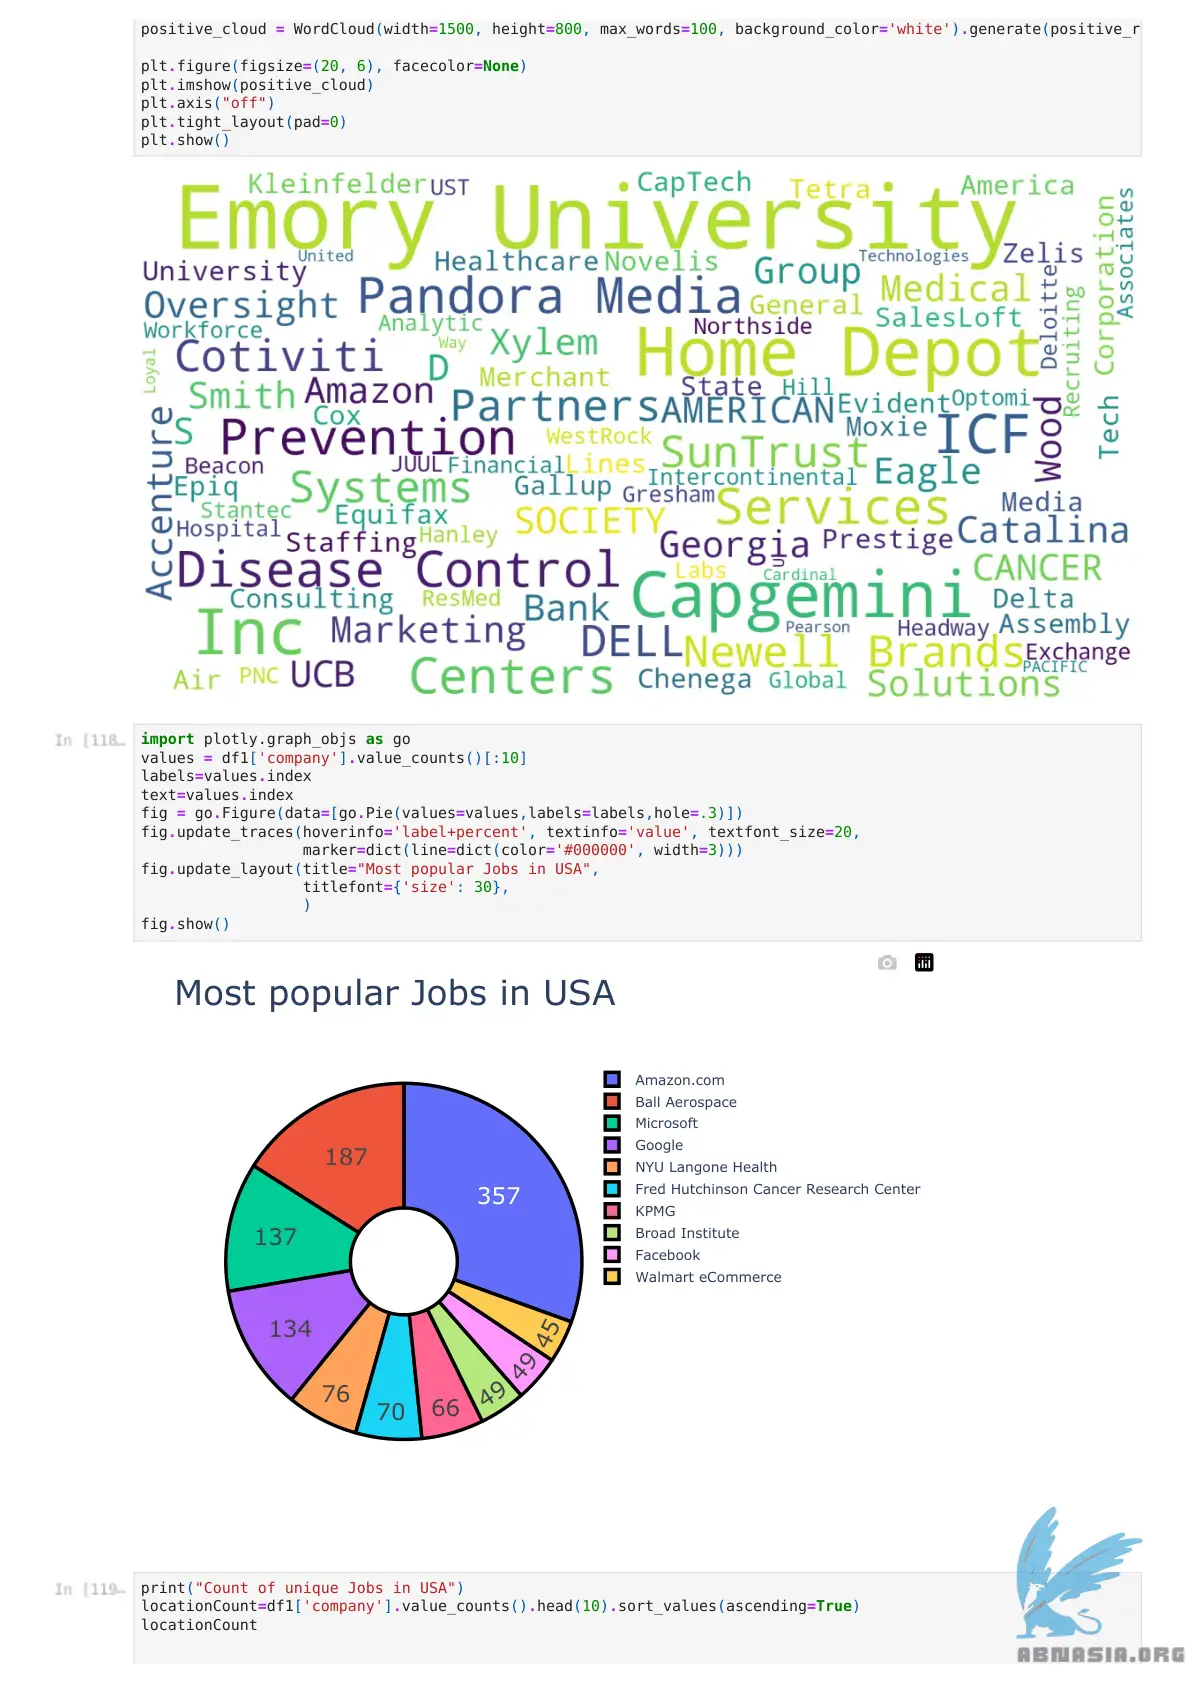 positive_cloud = WordCloud(width=1500, height=800, max_words=100, background_color='white').generate(positive_r
plt.figure(figsize=(20, 6), facecolor=None)
plt.imshow(positive_cloud)
plt.axis("off")
plt.tight_layout(pad=0)
plt.show()
Kleinfelder UST CapTech Tetra America
Emory University
Associates
Corporation
United Technologies Zelis
University Healthcare Novelis Group
Oversight Pandora Media General Medical
Deloitte
Recruiting
Workforce Analytic Northside SalesLoft
Way Xylem Home Depot
Loyal
Cotiviti D Merchant State Hill
Smith Amazon Partners AMERICAN Evident Optomi
Tech
Cox Moxie ICF Wood
S Prevention WestRock SunTrust
Accenture
Beacon JUUL Financial Lines Intercontinental Eagle
Epiq Systems Gallup Gresham Services Media
Stantec Equifax SOCIETY
Hospital Staffing Hanley Georgia Prestige Catalina
Disease Control Labs Cardinal CANCER
U
Consulting ResMed Bank Capgemini Delta
Inc Marketing DELL Pearson Headway Assembly
Newell Brands Exchange
PACIFIC
Air PNC UCB Centers Chenega Global Solutions
In [118…
import plotly.graph_objs as go
values = df1['company'].value_counts()[:10]
labels=values.index
text=values.index
fig = go.Figure(data=[go.Pie(values=values,labels=labels,hole=.3)])
fig.update_traces(hoverinfo='label+percent', textinfo='value', textfont_size=20,
marker=dict(line=dict(color='#000000', width=3)))
fig.update_layout(title="Most popular Jobs in USA",
titlefont={'size': 30},
)
fig.show()
Most popular Jobs in USA
357
187
137
134
76
70
66
49
49
45
Amazon.com
Ball Aerospace
Microsoft
Google
NYU Langone Health
Fred Hutchinson Cancer Research Center
KPMG
Broad Institute
Facebook
Walmart eCommerce
In [119…
print("Count of unique Jobs in USA")
locationCount=df1['company'].value_counts().head(10).sort_values(ascending=True)
locationCount
ABNASIA.ORG